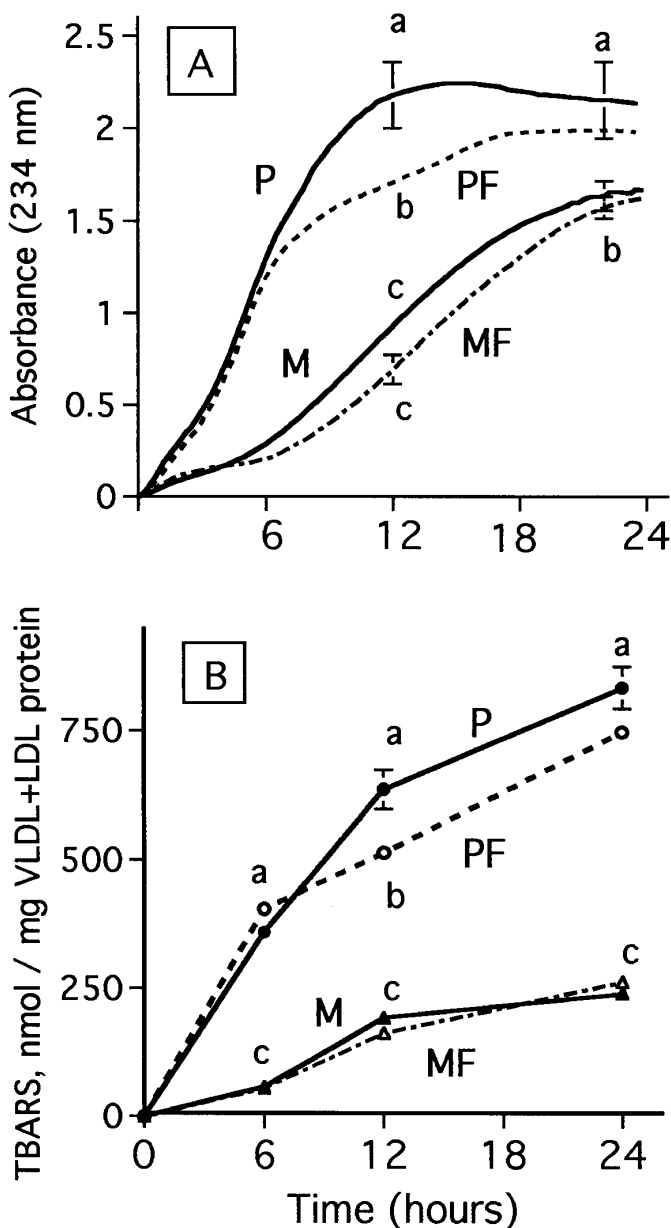 2.5
A
a
a
2
P
PF
b
1.5
b
c
1
M
MF
0.5
c
0
6
12
18
24
Absorbance (234 nm)
B
a
750
P
a
500
a
PF
b
250
c
c
M
c
MF
0
0
6
12
18
24
TBARS, nmol / mg VLDL+LDL protein
Time (hours)